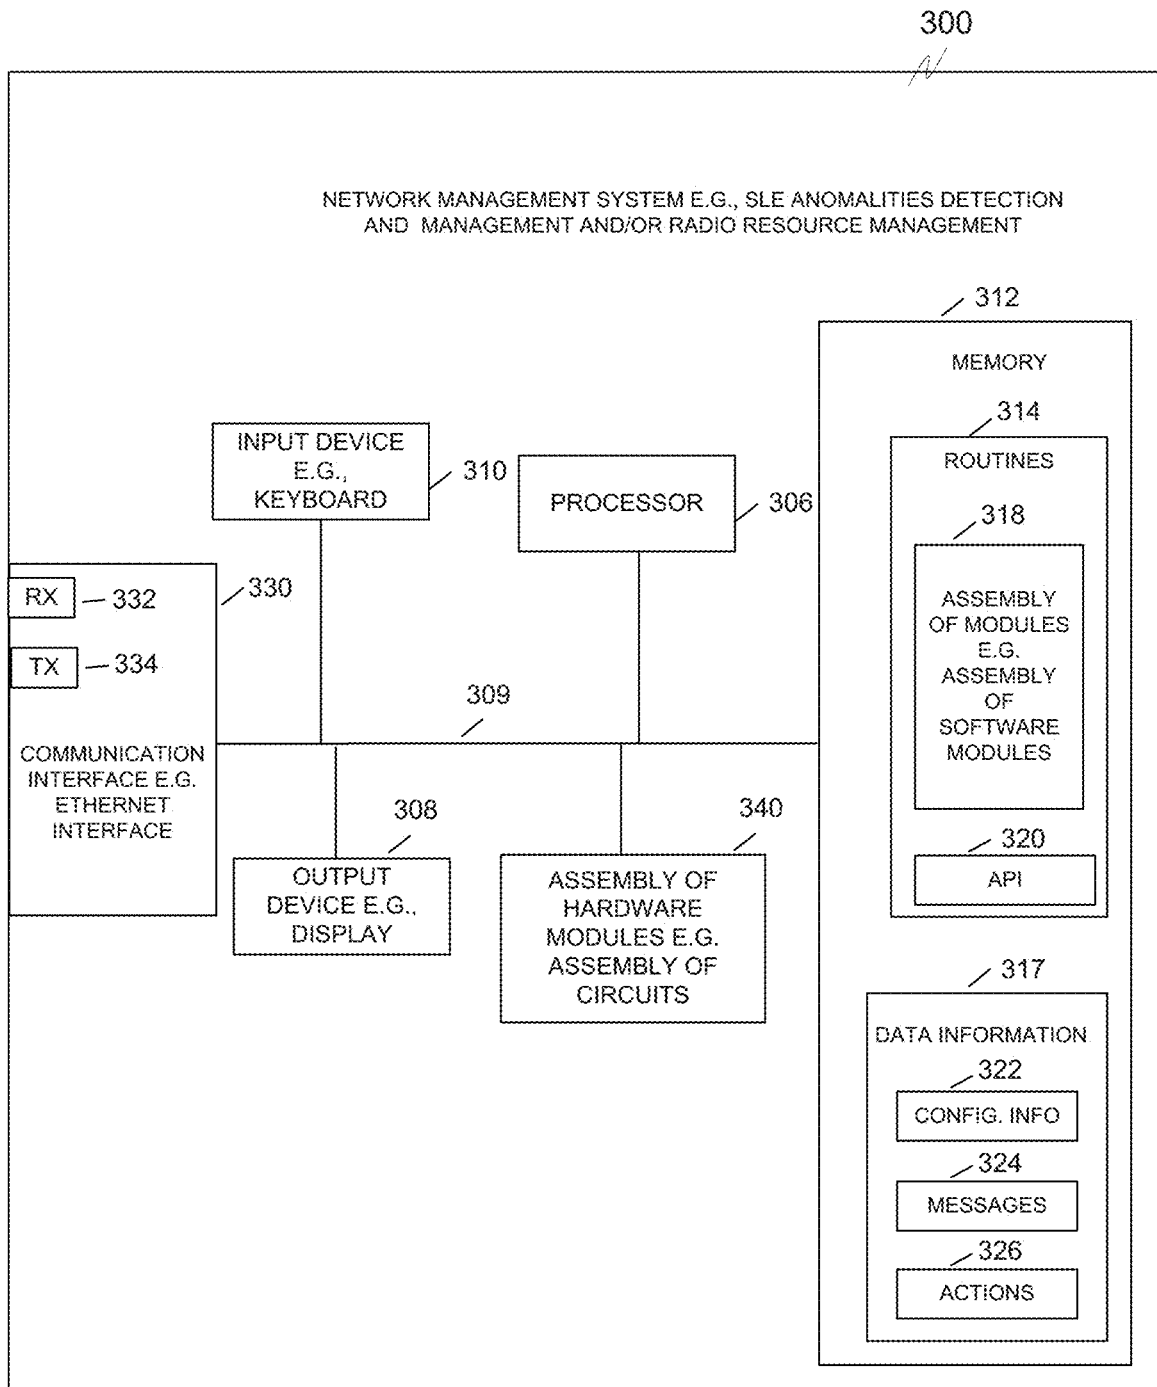 300
NETWORK MANAGEMENT SYSTEM E.G., SLE ANOMALITIES DETECTION
AND MANAGEMENT AND/OR RADIO RESOURCE MANAGEMENT
312
MEMORY
314
ROUTINES
318
ASSEMBLY
OF MODULES
E.G.
ASSEMBLY
OF
SOFTWARE
MODULES
320
API
317
DATA INFORMATION
322
CONFIG. INFO
324
MESSAGES
326
ACTIONS
INPUT DEVICE
E.G.,
KEYBOARD
310
PROCESSOR
306
RX
332
330
TX
334
COMMUNICATION
INTERFACE E.G.
ETHERNET
INTERFACE
309
308
OUTPUT
DEVICE E.G.,
DISPLAY
340
ASSEMBLY OF
HARDWARE
MODULES E.G.
ASSEMBLY OF
CIRCUITS